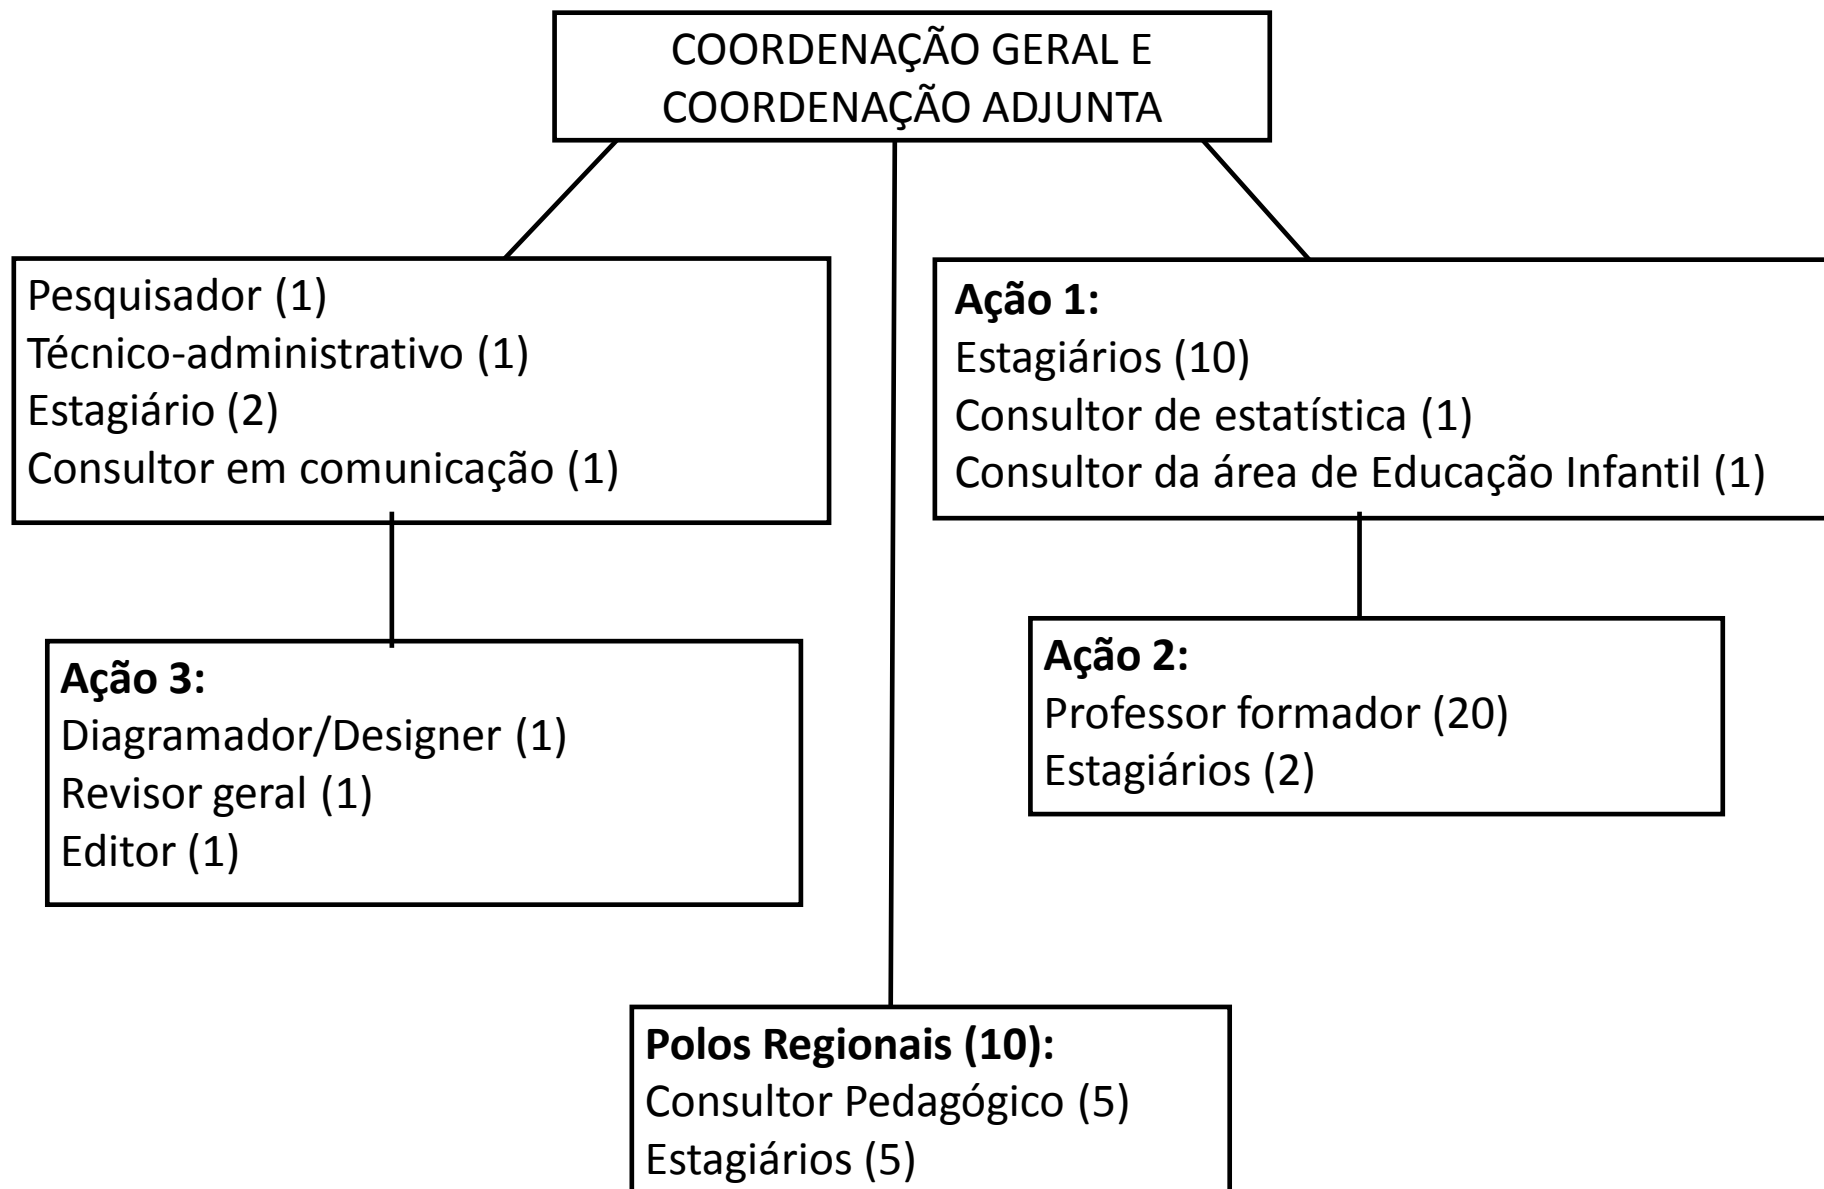 COORDENAÇÃO GERAL E
COORDENAÇÃO ADJUNTA
Pesquisador (1)
Técnico-administrativo (1)
Estagiário (2)
Consultor em comunicação (1)
Ação 1:
Estagiários (10)
Consultor de estatística (1)
Consultor da área de Educação Infantil (1)
Ação 3:
Diagramador/Designer (1)
Revisor geral (1)
Editor (1)
Ação 2:
Professor formador (20)
Estagiários (2)
Polos Regionais (10):
Consultor Pedagógico (5)
Estagiários (5)